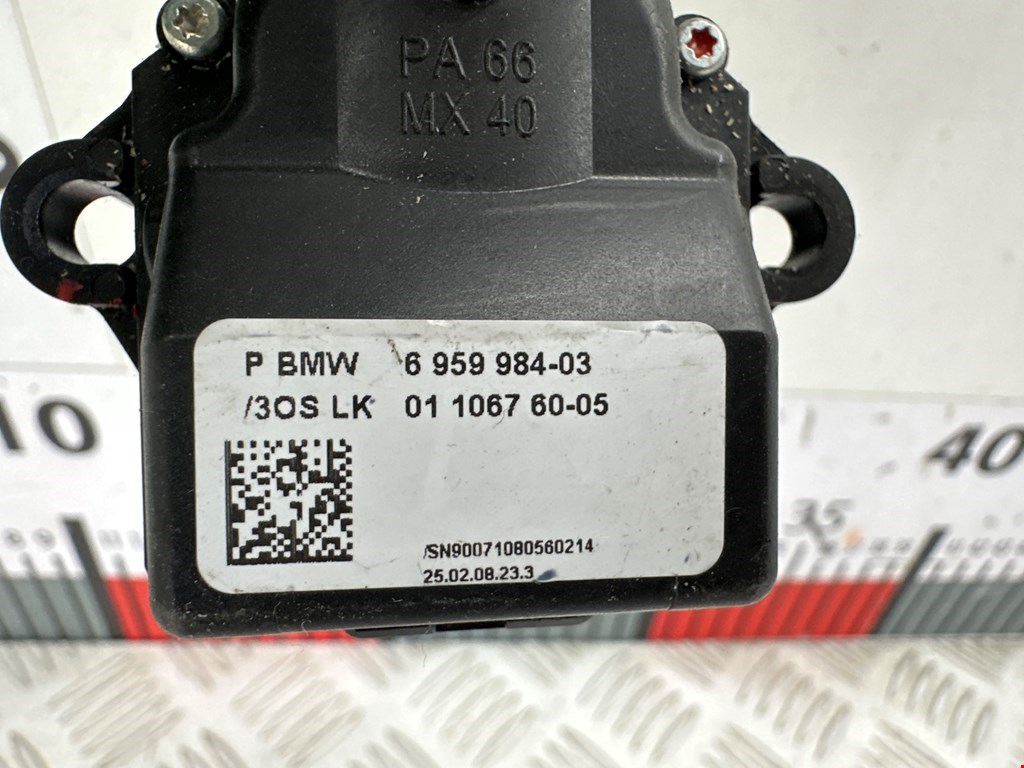 PA 66
MX 40
P BMW 6 959 984-03
/3OS LK 01 1067 60-05
10
40
35
/SN90071080560214
25.02.08.23.3